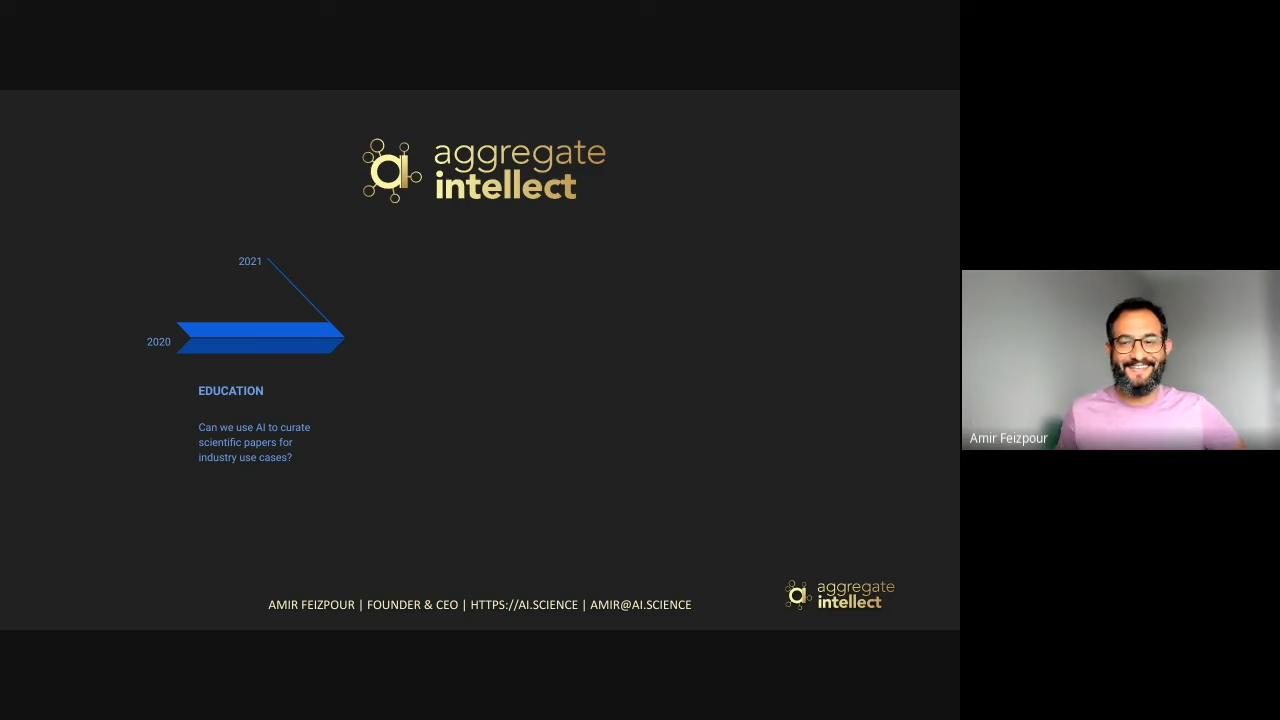 aggregate
intellect
2021
2020
EDUCATION
Can we use AI to curate
scientific papers for
industry use cases?
AMIR FEIZPOUR | FOUNDER & CEO | HTTPS://AI.SCIENCE | AMIR@AI.SCIENCE
aggregate
intellect
Amir Feizpour